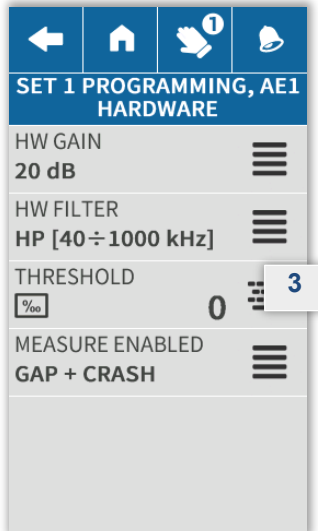 1
SET 1 PROGRAMMING, AE1
HARDWARE
HW GAIN
20 dB
HW FILTER
HP [40÷1000 kHz]
THRESHOLD
‰ 0
3
MEASURE ENABLED
GAP + CRASH